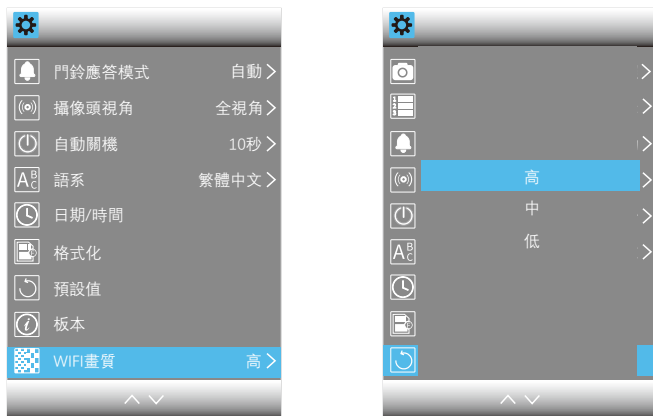 門鈴應答模式 自動
攝像頭視角 全視角
自動關機 10秒
語系 繁體中文
日期/時間
格式化
預設值
板本
WIFI畫質 高
高
中
低